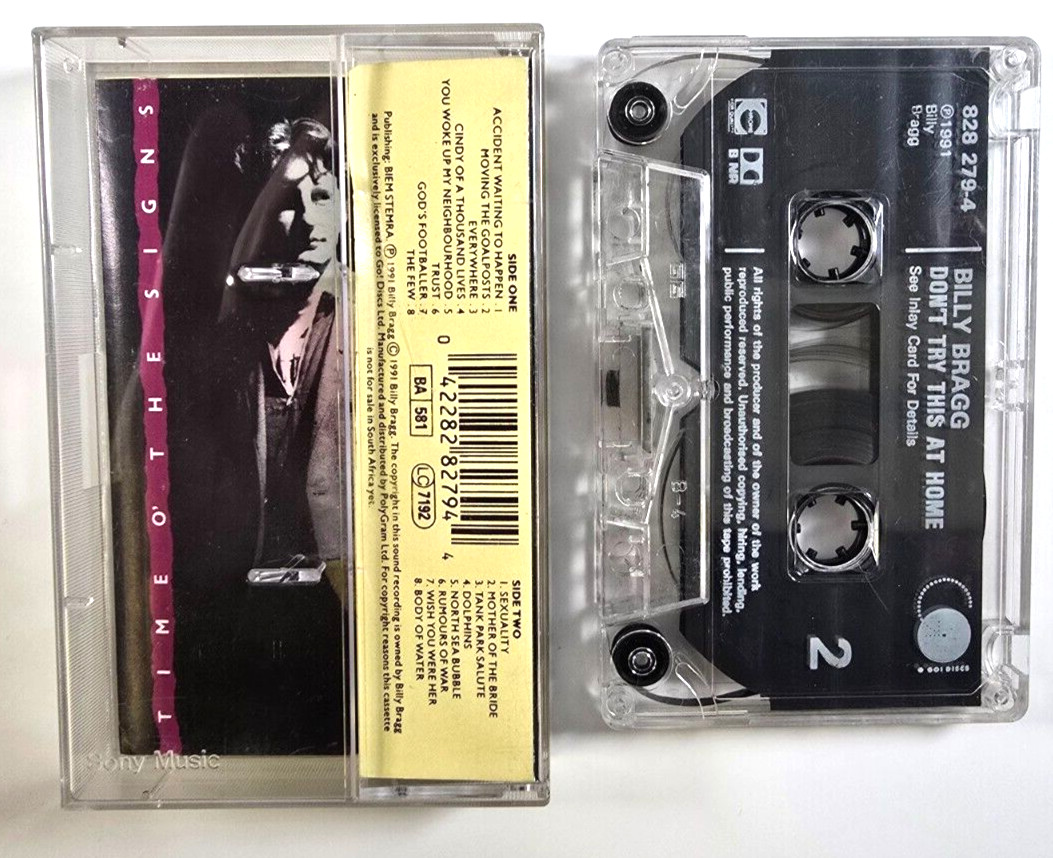 TIME O' THE SIGNS
Sony Music
SIDE ONE
ACCIDENT WAITING TO HAPPEN . 1
MOVING THE GOALPOSTS 2
EVERYWHERE . 3
CINDY OF A THOUSAND LIVES . 4
YOU WOKE UP MY NEIGHBOURHOOD . 5
TRUST . 6
GOD'S FOOTBALLER . 7
THE FEW . 8
0 42282 82794 4
BA 581
LC 7192
SIDE TWO
1. SEXUALITY
2. MOTHER OF THE BRIDE
3. TANK PARK SALUTE
4. DOLPHINS
5. NORTH SEA BUBBLE
6. RUMOURS OF WAR
7. WISH YOU WERE HER
8. BODY OF WATER
Publishing: BIEM STEMRA. Ⓟ 1991 Billy Bragg © 1991 Billy Bragg. The copyright in this sound recording is owned by Billy Bragg
and is exclusively licensed to Go! Discs Ltd. Manufactured and distributed by PolyGram Ltd. For copyright reasons this cassette
is not for sale in South Africa yet.
828 279-4
Ⓟ 1991
Billy
Bragg
BILLY BRAGG
DON'T TRY THIS AT HOME
See Inlay Card For Details
GO! DISCS
B NR
2
All rights of the producer and of the owner of the work
reproduced reserved. Unauthorised copying, hiring, lending,
public performance and broadcasting of this tape prohibited.